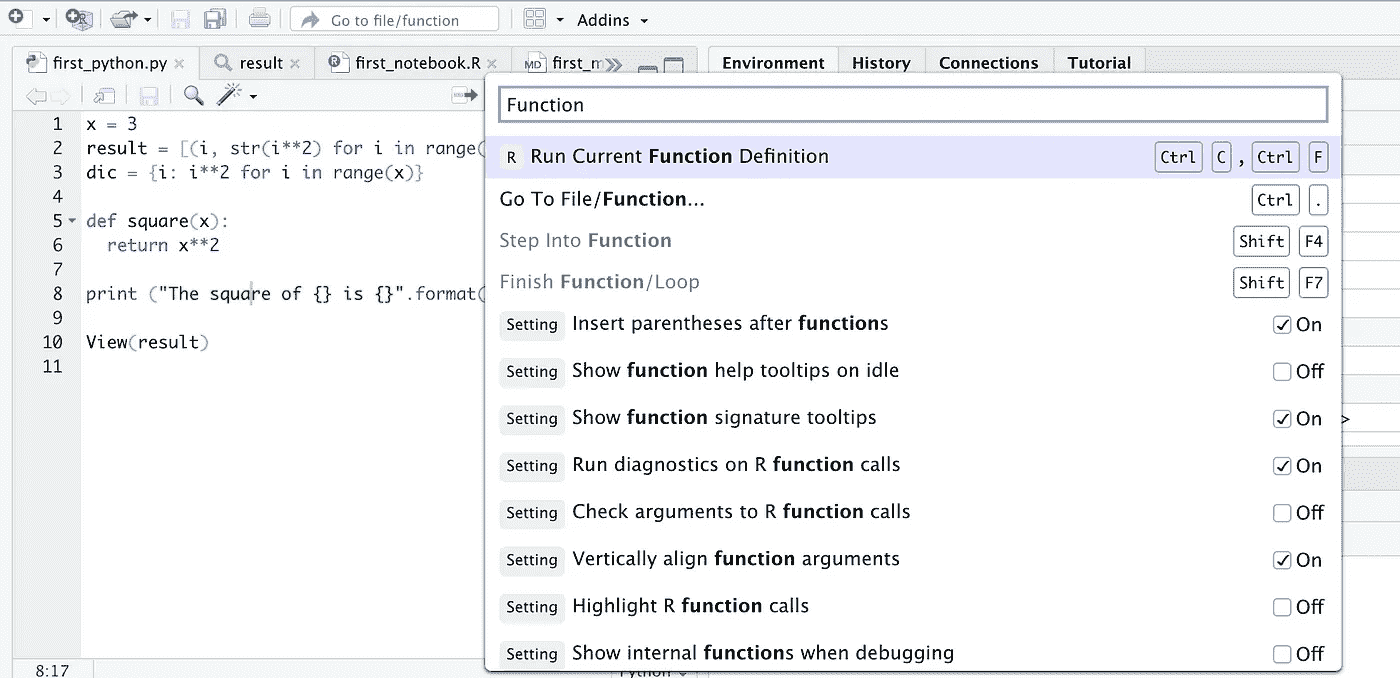 Go to file/function
Addins
first_python.py
result
first_notebook.R
MD first_m
Environment
History
Connections
Tutorial
1 x = 3
2 result = [(i, str(i**2) for i in range(
3 dic = {i: i**2 for i in range(x)}
4
5 def square(x):
6 return x**2
7
8 print ("The square of {} is {}".format(
9
10 View(result)
11
8:17
Python
Function
R Run Current Function Definition Ctrl C , Ctrl F
Go To File/Function... Ctrl .
Step Into Function Shift F4
Finish Function/Loop Shift F7
Setting Insert parentheses after functions On
Setting Show function help tooltips on idle Off
Setting Show function signature tooltips On
Setting Run diagnostics on R function calls On
Setting Check arguments to R function calls Off
Setting Vertically align function arguments On
Setting Highlight R function calls Off
Setting Show internal functions when debugging Off